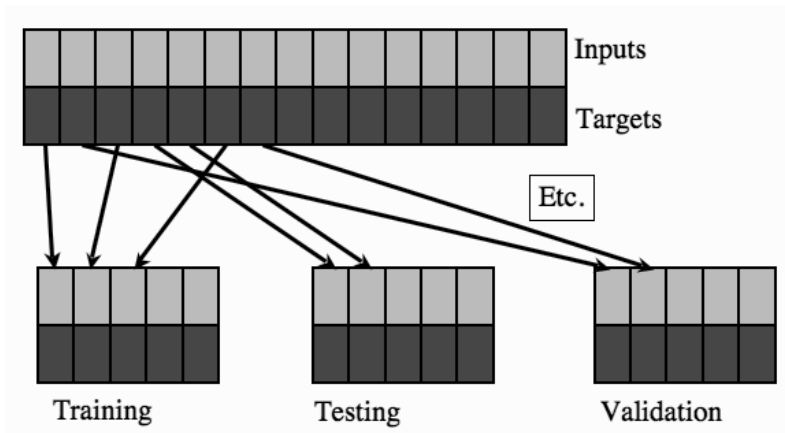 Inputs
Targets
Etc.
Training
Testing
Validation